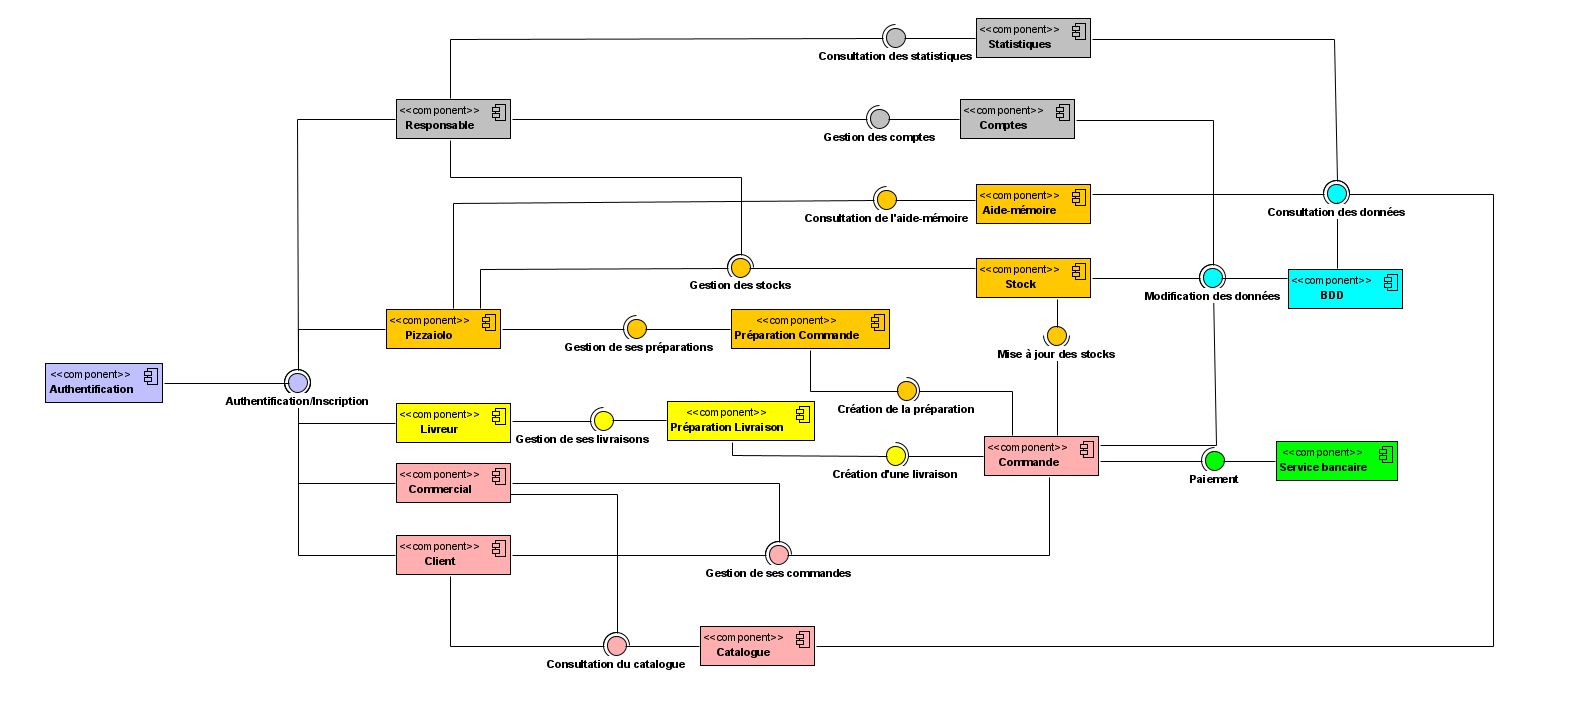 <<component>>
Statistiques
Consultation des statistiques
<<component>>
Responsable
<<component>>
Comptes
Gestion des comptes
<<component>>
Aide-mémoire
Consultation de l'aide-mémoire
Consultation des données
<<component>>
Stock
Gestion des stocks
<<component>>
BDD
Modification des données
<<component>>
Pizzaiolo
<<component>>
Préparation Commande
Gestion de ses préparations
Mise à jour des stocks
<<component>>
Authentification
Authentification/Inscription
Création de la préparation
<<component>>
Livreur
<<component>>
Préparation Livraison
Gestion de ses livraisons
<<component>>
Commande
Création d'une livraison
<<component>>
Service bancaire
Paiement
<<component>>
Commercial
<<component>>
Client
Gestion de ses commandes
<<component>>
Catalogue
Consultation du catalogue